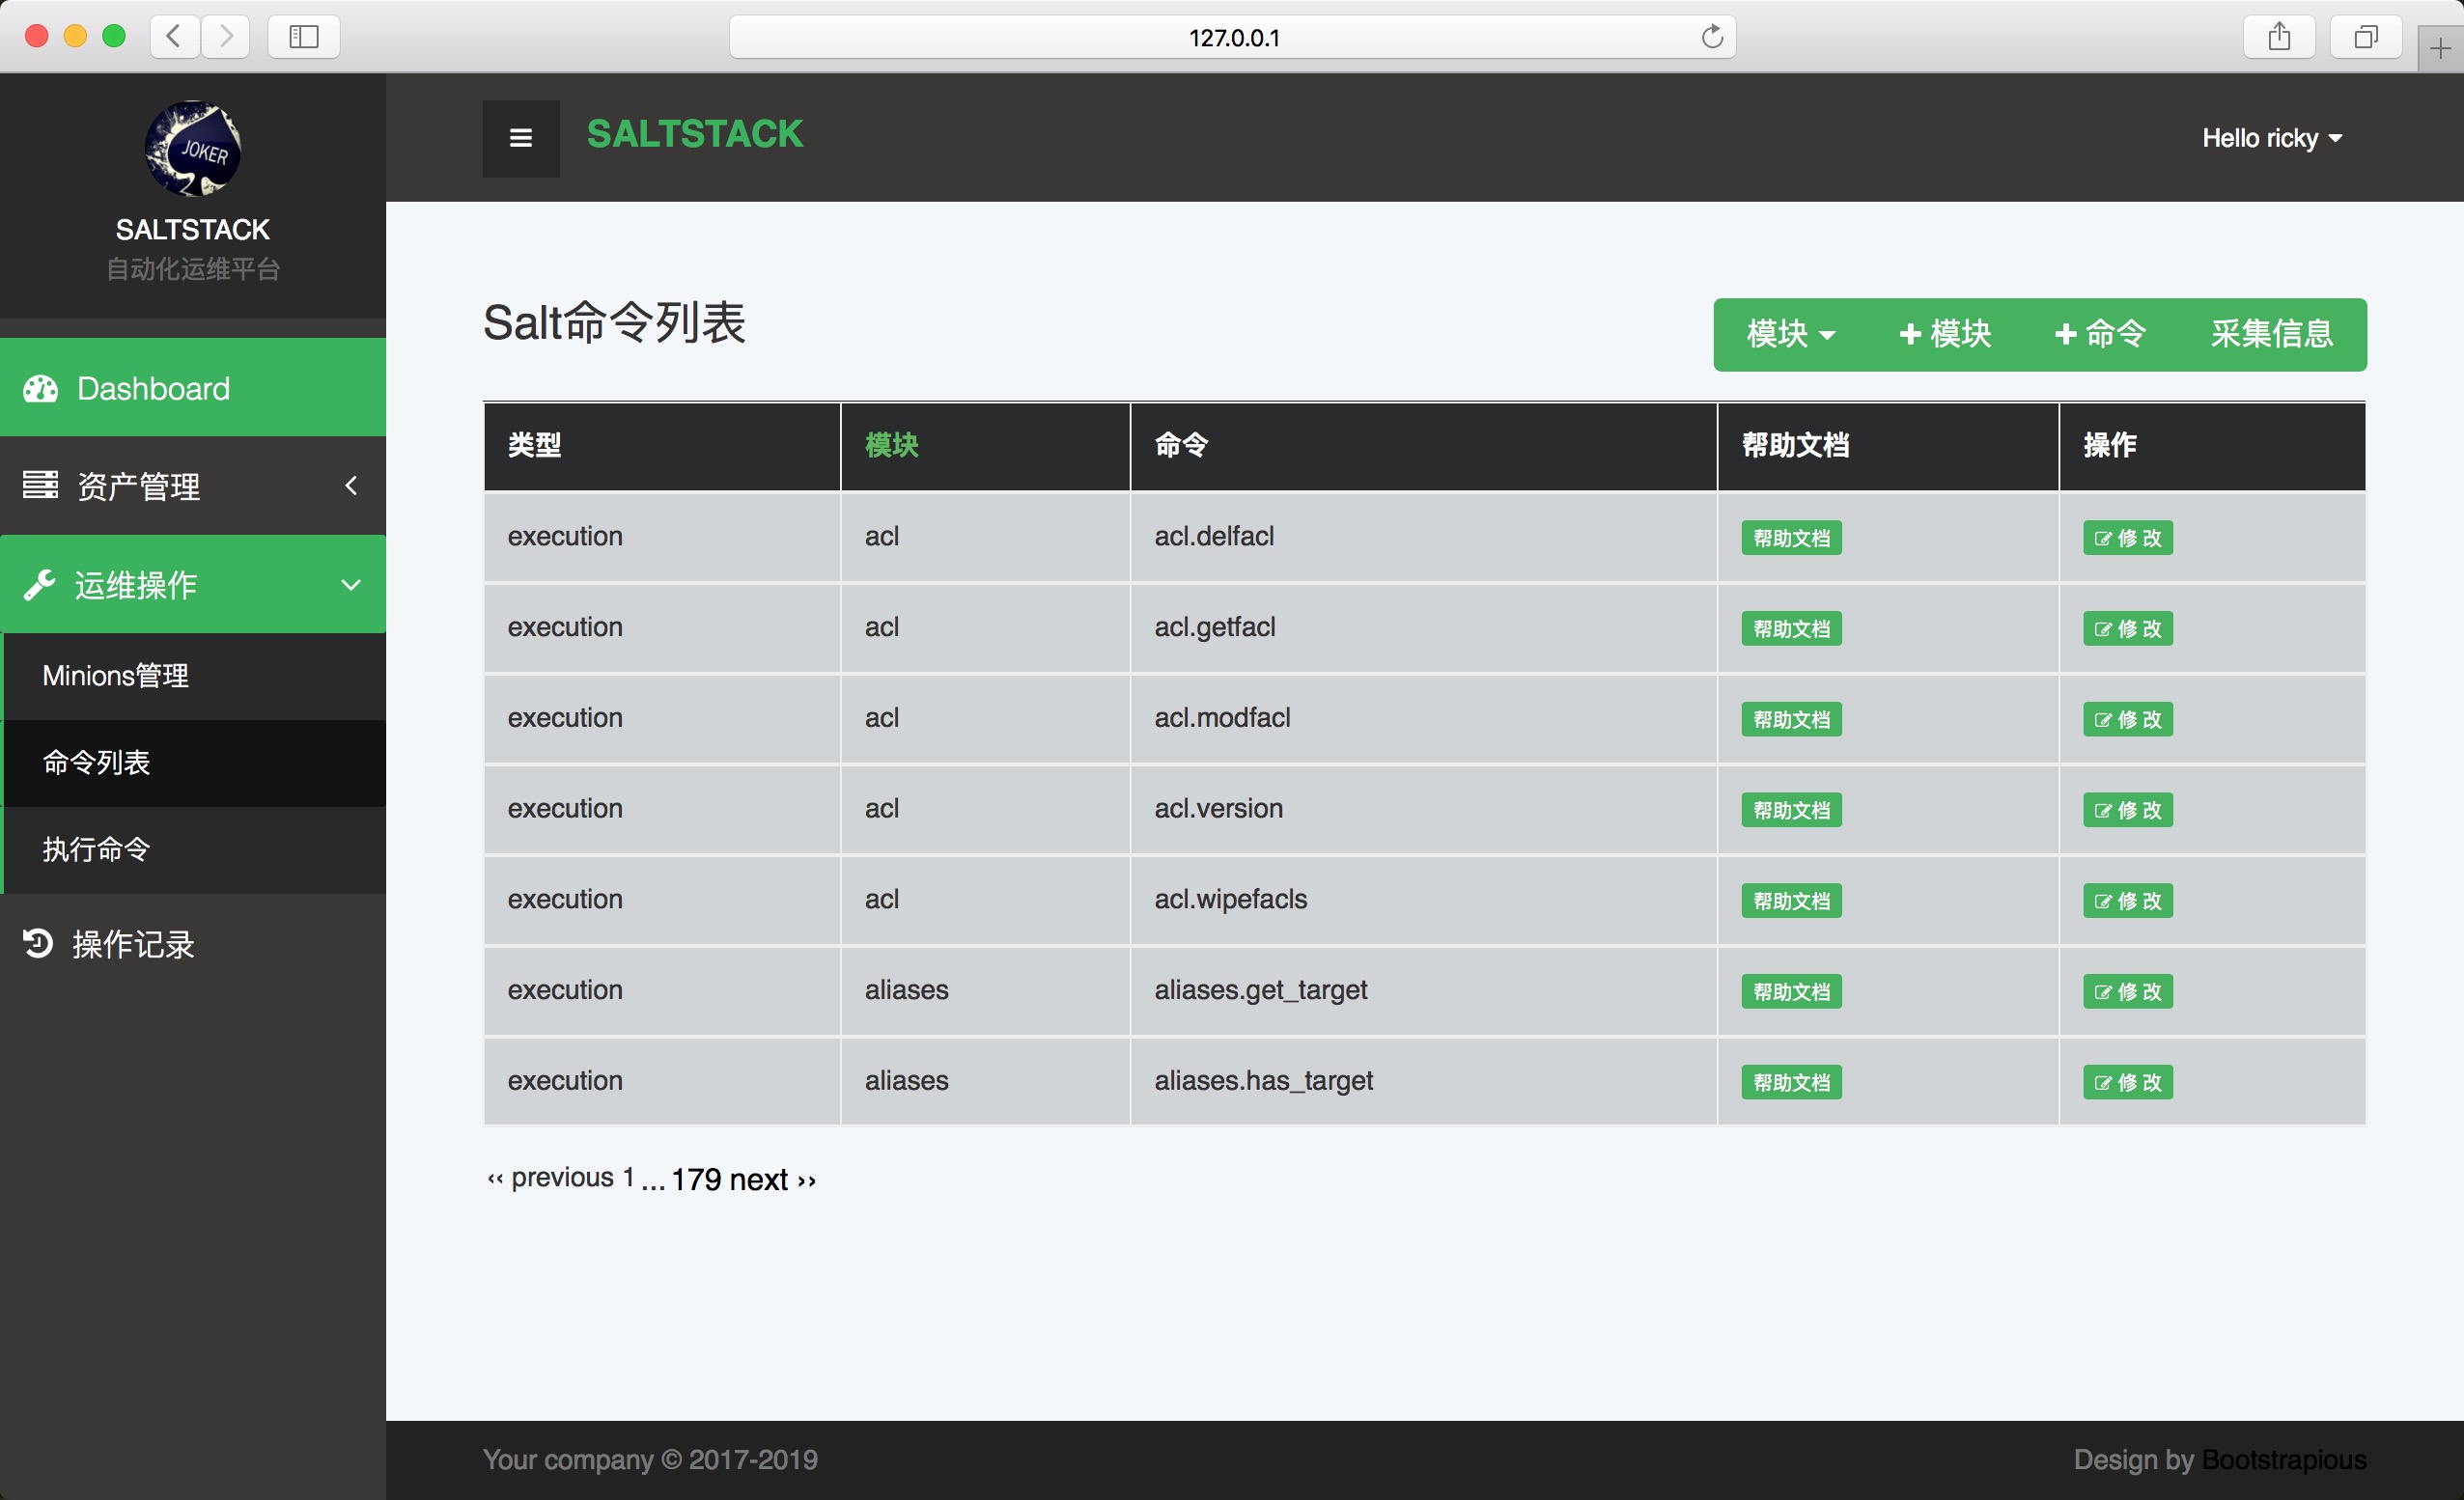 127.0.0.1
JOKER
SALTSTACK
自动化运维平台
Dashboard
资产管理
运维操作
Minions管理
命令列表
执行命令
操作记录
SALTSTACK
Hello ricky
Salt命令列表
模块 模块 命令 采集信息
类型 模块 命令 帮助文档 操作
execution acl acl.delfacl 帮助文档 修 改
execution acl acl.getfacl 帮助文档 修 改
execution acl acl.modfacl 帮助文档 修 改
execution acl acl.version 帮助文档 修 改
execution acl acl.wipefacls 帮助文档 修 改
execution aliases aliases.get_target 帮助文档 修 改
execution aliases aliases.has_target 帮助文档 修 改
‹‹ previous 1 ... 179 next ››
Your company © 2017-2019
Design by Bootstrapious